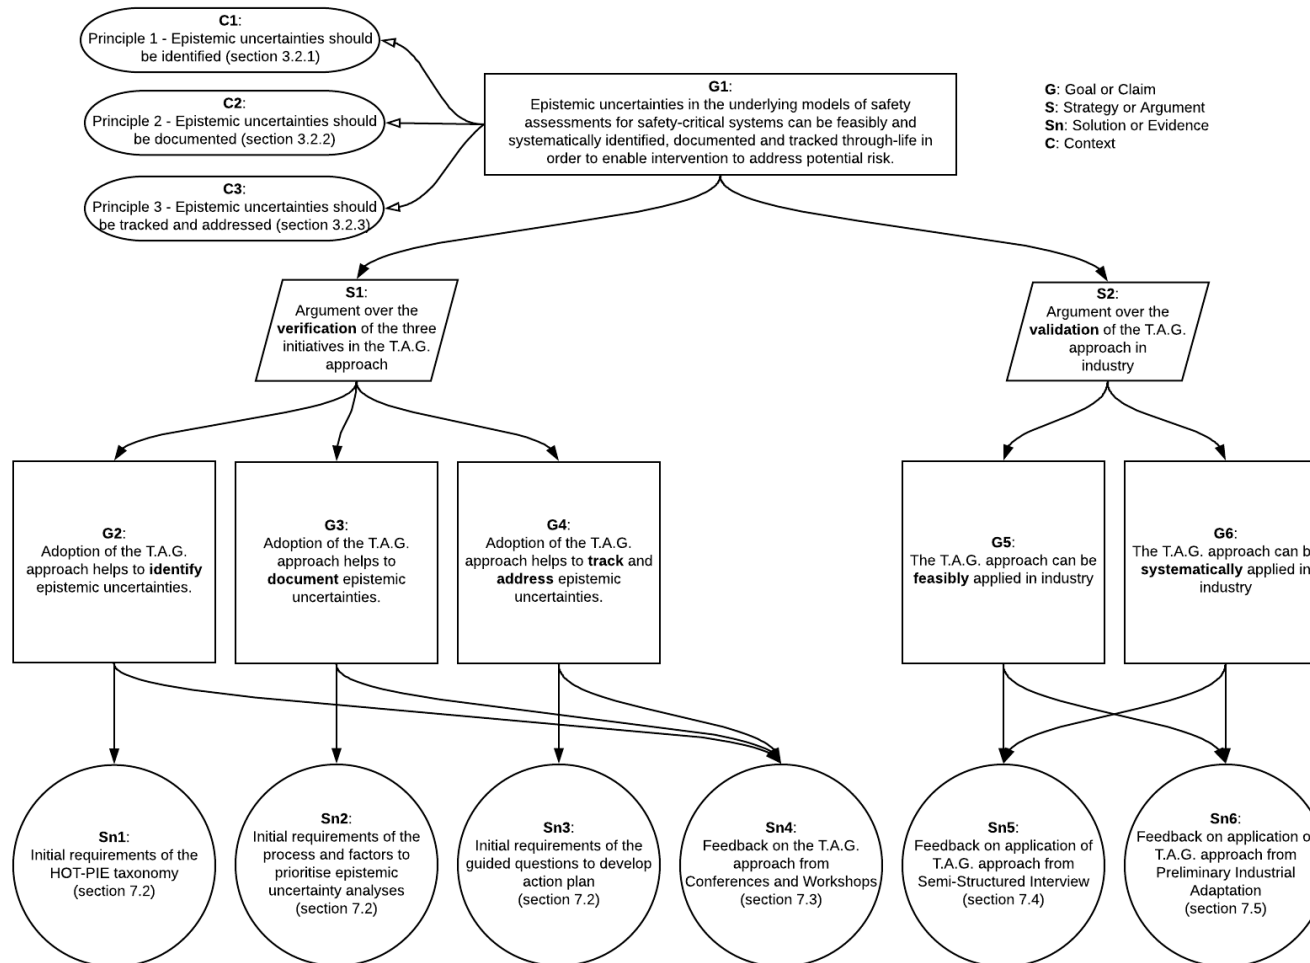 C1:
Principle 1 - Epistemic uncertainties should
be identified (section 3.2.1)
C2:
Principle 2 - Epistemic uncertainties should
be documented (section 3.2.2)
C3:
Principle 3 - Epistemic uncertainties should
be tracked and addressed (section 3.2.3)
G1:
Epistemic uncertainties in the underlying models of safety
assessments for safety-critical systems can be feasibly and
systematically identified, documented and tracked through-life in
order to enable intervention to address potential risk.
G: Goal or Claim
S: Strategy or Argument
Sn: Solution or Evidence
C: Context
S1:
Argument over the
verification of the three
initiatives in the T.A.G.
approach
S2:
Argument over the
validation of the T.A.G.
approach in
industry
G2:
Adoption of the T.A.G.
approach helps to identify
epistemic uncertainties.
G3:
Adoption of the T.A.G.
approach helps to
document epistemic
uncertainties.
G4:
Adoption of the T.A.G.
approach helps to track and
address epistemic
uncertainties.
G5:
The T.A.G. approach can be
feasibly applied in industry
G6:
The T.A.G. approach can b
systematically applied in
industry
Sn1:
Initial requirements of the
HOT-PIE taxonomy
(section 7.2)
Sn2:
Initial requirements of the
process and factors to
prioritise epistemic
uncertainty analyses
(section 7.2)
Sn3:
Initial requirements of the
guided questions to develop
action plan
(section 7.2)
Sn4:
Feedback on the T.A.G.
approach from
Conferences and Workshops
(section 7.3)
Sn5:
Feedback on application of
T.A.G. approach from
Semi-Structured Interview
(section 7.4)
Sn6:
Feedback on application o
T.A.G. approach from
Preliminary Industrial
Adaptation
(section 7.5)